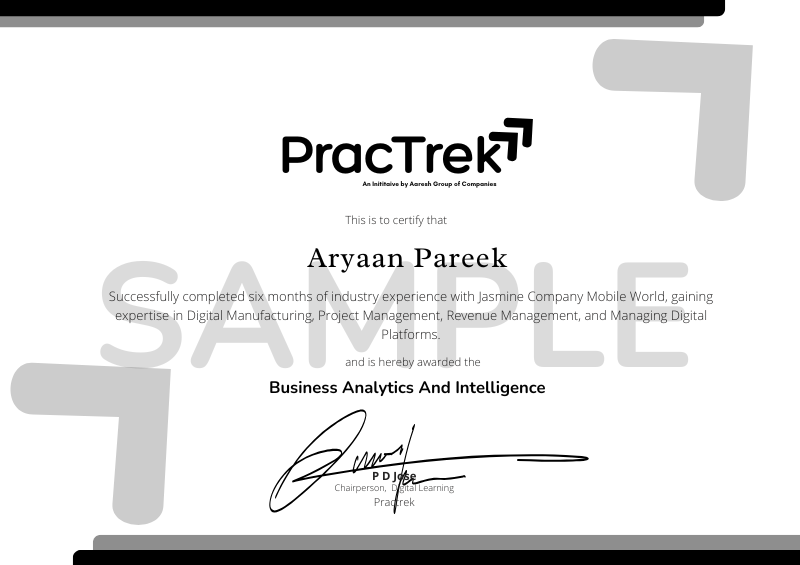 PracTrek
An Inititaive by Aaresh Group of Companies
This is to certify that
Aryaan Pareek
SAMPLE
Successfully completed six months of industry experience with Jasmine Company Mobile World, gaining
expertise in Digital Manufacturing, Project Management, Revenue Management, and Managing Digital
Platforms.
and is hereby awarded the
Business Analytics And Intelligence
P D Jose
Chairperson, Digital Learning
Practrek